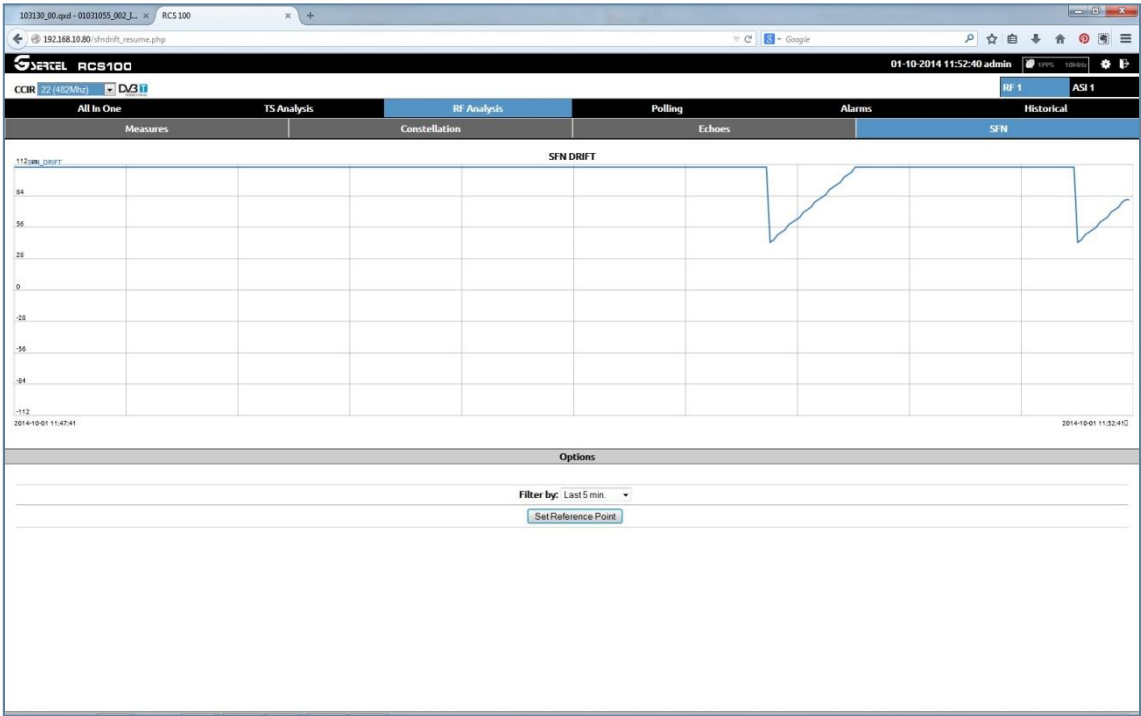 103130_00.qxd - 01031055_002_I...
RCS 100
192.168.10.80/sfndrift_resume.php
Google
SERTEL RCS100
01-10-2014 11:52:40 admin 1PPS 10MHz
CCIR 22 (482Mhz) DVB T
RF 1 ASI 1
All In One TS Analysis RF Analysis Polling Alarms Historical
Measures Constellation Echoes SFN
SFN DRIFT
112 SFN_DRIFT
84
56
28
0
-28
-56
-84
-112
2014-10-01 11:47:41 2014-10-01 11:52:41
Options
Filter by: Last 5 min.
Set Reference Point